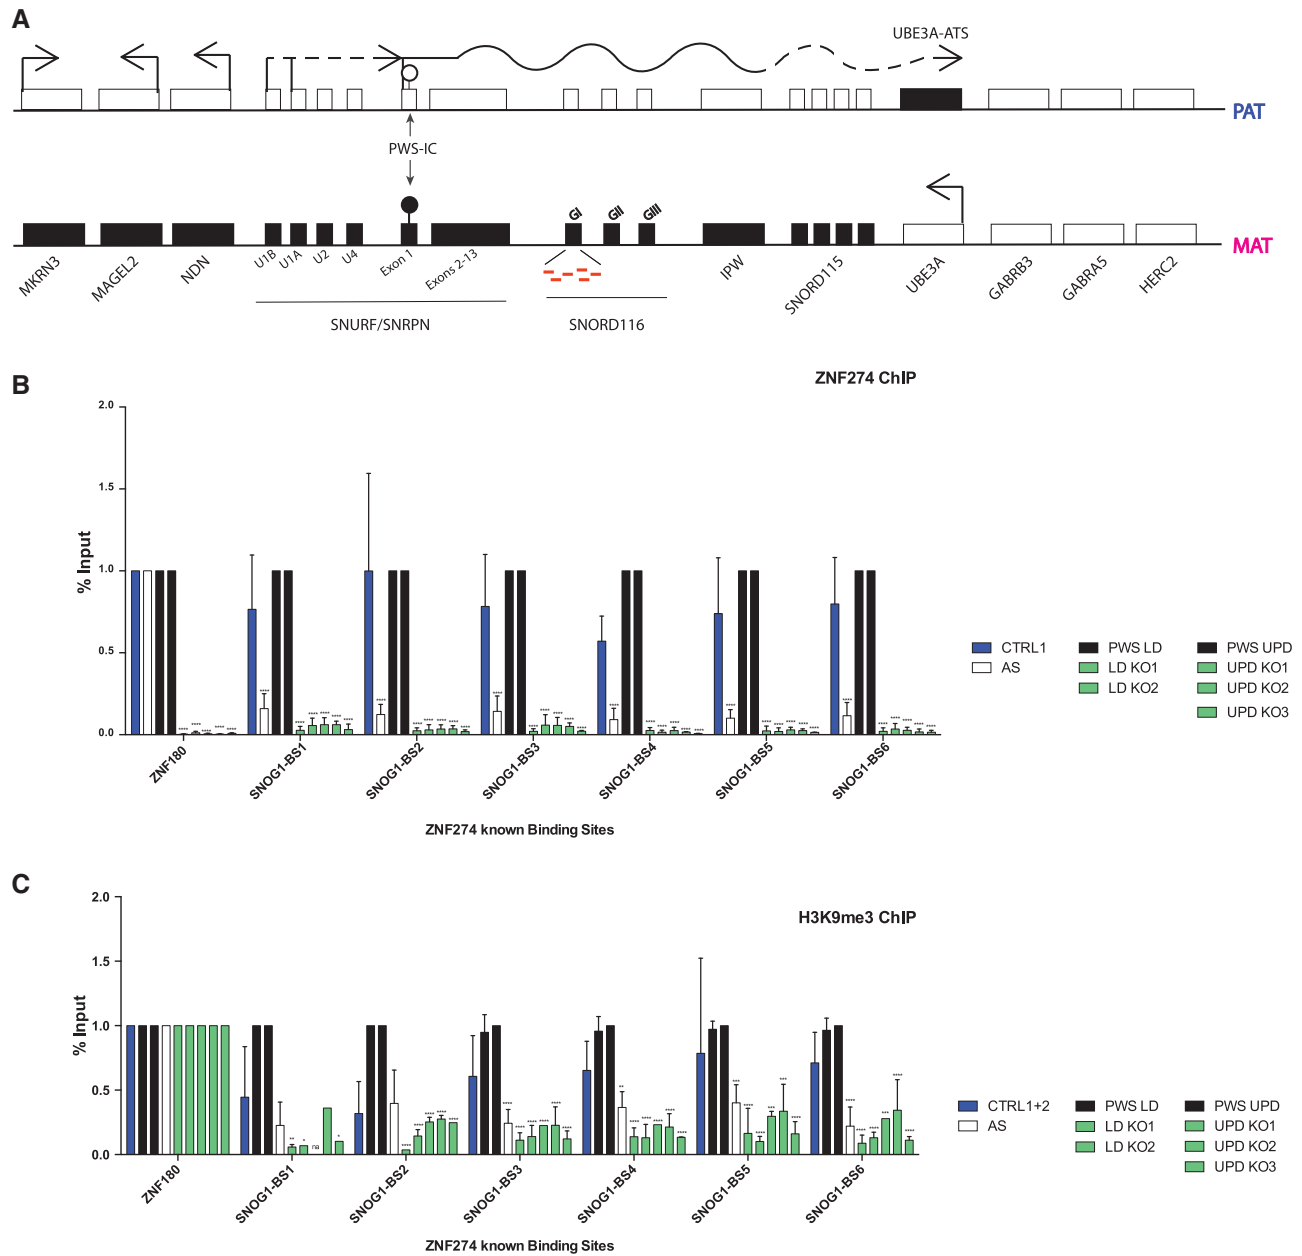 A
UBE3A-ATS
PAT
PWS-IC
GI GII GIII
MAT
MKRN3 MAGEL2 NDN U1B U1A U2 U4 Exon 1 Exons 2-13 IPW SNORD115 UBE3A GABRB3 GABRA5 HERC2
SNURF/SNRPN SNORD116
B
ZNF274 ChIP
% Input
2.0
1.5
1.0
0.5
0.0
**** **** **** **** ****
**** **** **** **** **** ****
**** **** **** **** **** ****
**** **** **** **** **** ****
**** **** **** **** **** ****
**** **** **** **** **** ****
**** **** **** **** **** ****
ZNF180 SNOG1-BS1 SNOG1-BS2 SNOG1-BS3 SNOG1-BS4 SNOG1-BS5 SNOG1-BS6
ZNF274 known Binding Sites
CTRL1 PWS LD PWS UPD
AS LD KO1 UPD KO1
LD KO2 UPD KO2
UPD KO3
C
H3K9me3 ChIP
% Input
2.0
1.5
1.0
0.5
0.0
** * na *
**** **** **** **** ****
**** **** **** **** **** ****
** **** **** **** **** ****
*** **** **** *** *** ****
**** **** **** *** **** ****
ZNF180 SNOG1-BS1 SNOG1-BS2 SNOG1-BS3 SNOG1-BS4 SNOG1-BS5 SNOG1-BS6
ZNF274 known Binding Sites
CTRL1+2 PWS LD PWS UPD
AS LD KO1 UPD KO1
LD KO2 UPD KO2
UPD KO3